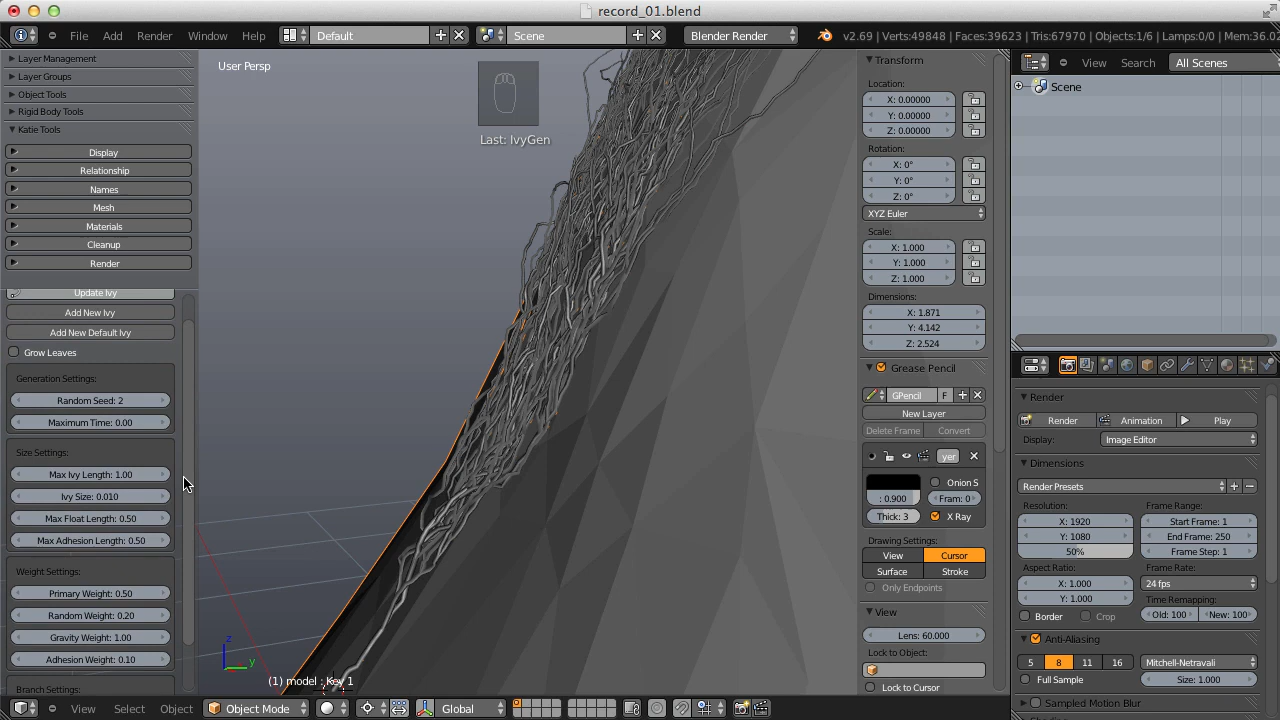 record_01.blend
File Add Render Window Help Default Scene Blender Render v2.69 | Verts:49848 | Faces:39623 | Tris:67970 | Objects:1/6 | Lamps:0/0 | Mem:36.02
Layer Management
Layer Groups
Object Tools
Rigid Body Tools
Katie Tools
Display
Relationship
Names
Mesh
Materials
Cleanup
Render
Update Ivy
Add New Ivy
Add New Default Ivy
Grow Leaves
Generation Settings:
Random Seed: 2
Maximum Time: 0.00
Size Settings:
Max Ivy Length: 1.00
Ivy Size: 0.010
Max Float Length: 0.50
Max Adhesion Length: 0.50
Weight Settings:
Primary Weight: 0.50
Random Weight: 0.20
Gravity Weight: 1.00
Adhesion Weight: 0.10
Branch Settings:
User Persp
Last: IvyGen
z
y
(1) model : Key 1
View Select Object Object Mode Global
Transform
Location:
X: 0.00000
Y: 0.00000
Z: 0.00000
Rotation:
X: 0°
Y: 0°
Z: 0°
XYZ Euler
Scale:
X: 1.000
Y: 1.000
Z: 1.000
Dimensions:
X: 1.871
Y: 4.142
Z: 2.524
Grease Pencil
GPencil F
New Layer
Delete Frame Convert
yer
Onion S
: 0.900 Fram: 0
Thick: 3 X Ray
Drawing Settings:
View Cursor
Surface Stroke
Only Endpoints
View
Lens: 60.000
Lock to Object:
Lock to Cursor
View Search All Scenes
Scene
Render
Render Animation Play
Display: Image Editor
Dimensions
Render Presets
Resolution: Frame Range:
X: 1920 Start Frame: 1
Y: 1080 End Frame: 250
50% Frame Step: 1
Aspect Ratio: Frame Rate:
X: 1.000 24 fps
Y: 1.000 Time Remapping:
Border Crop Old: 100 New: 100
Anti-Aliasing
5 8 11 16 Mitchell-Netravali
Full Sample Size: 1.000
Sampled Motion Blur